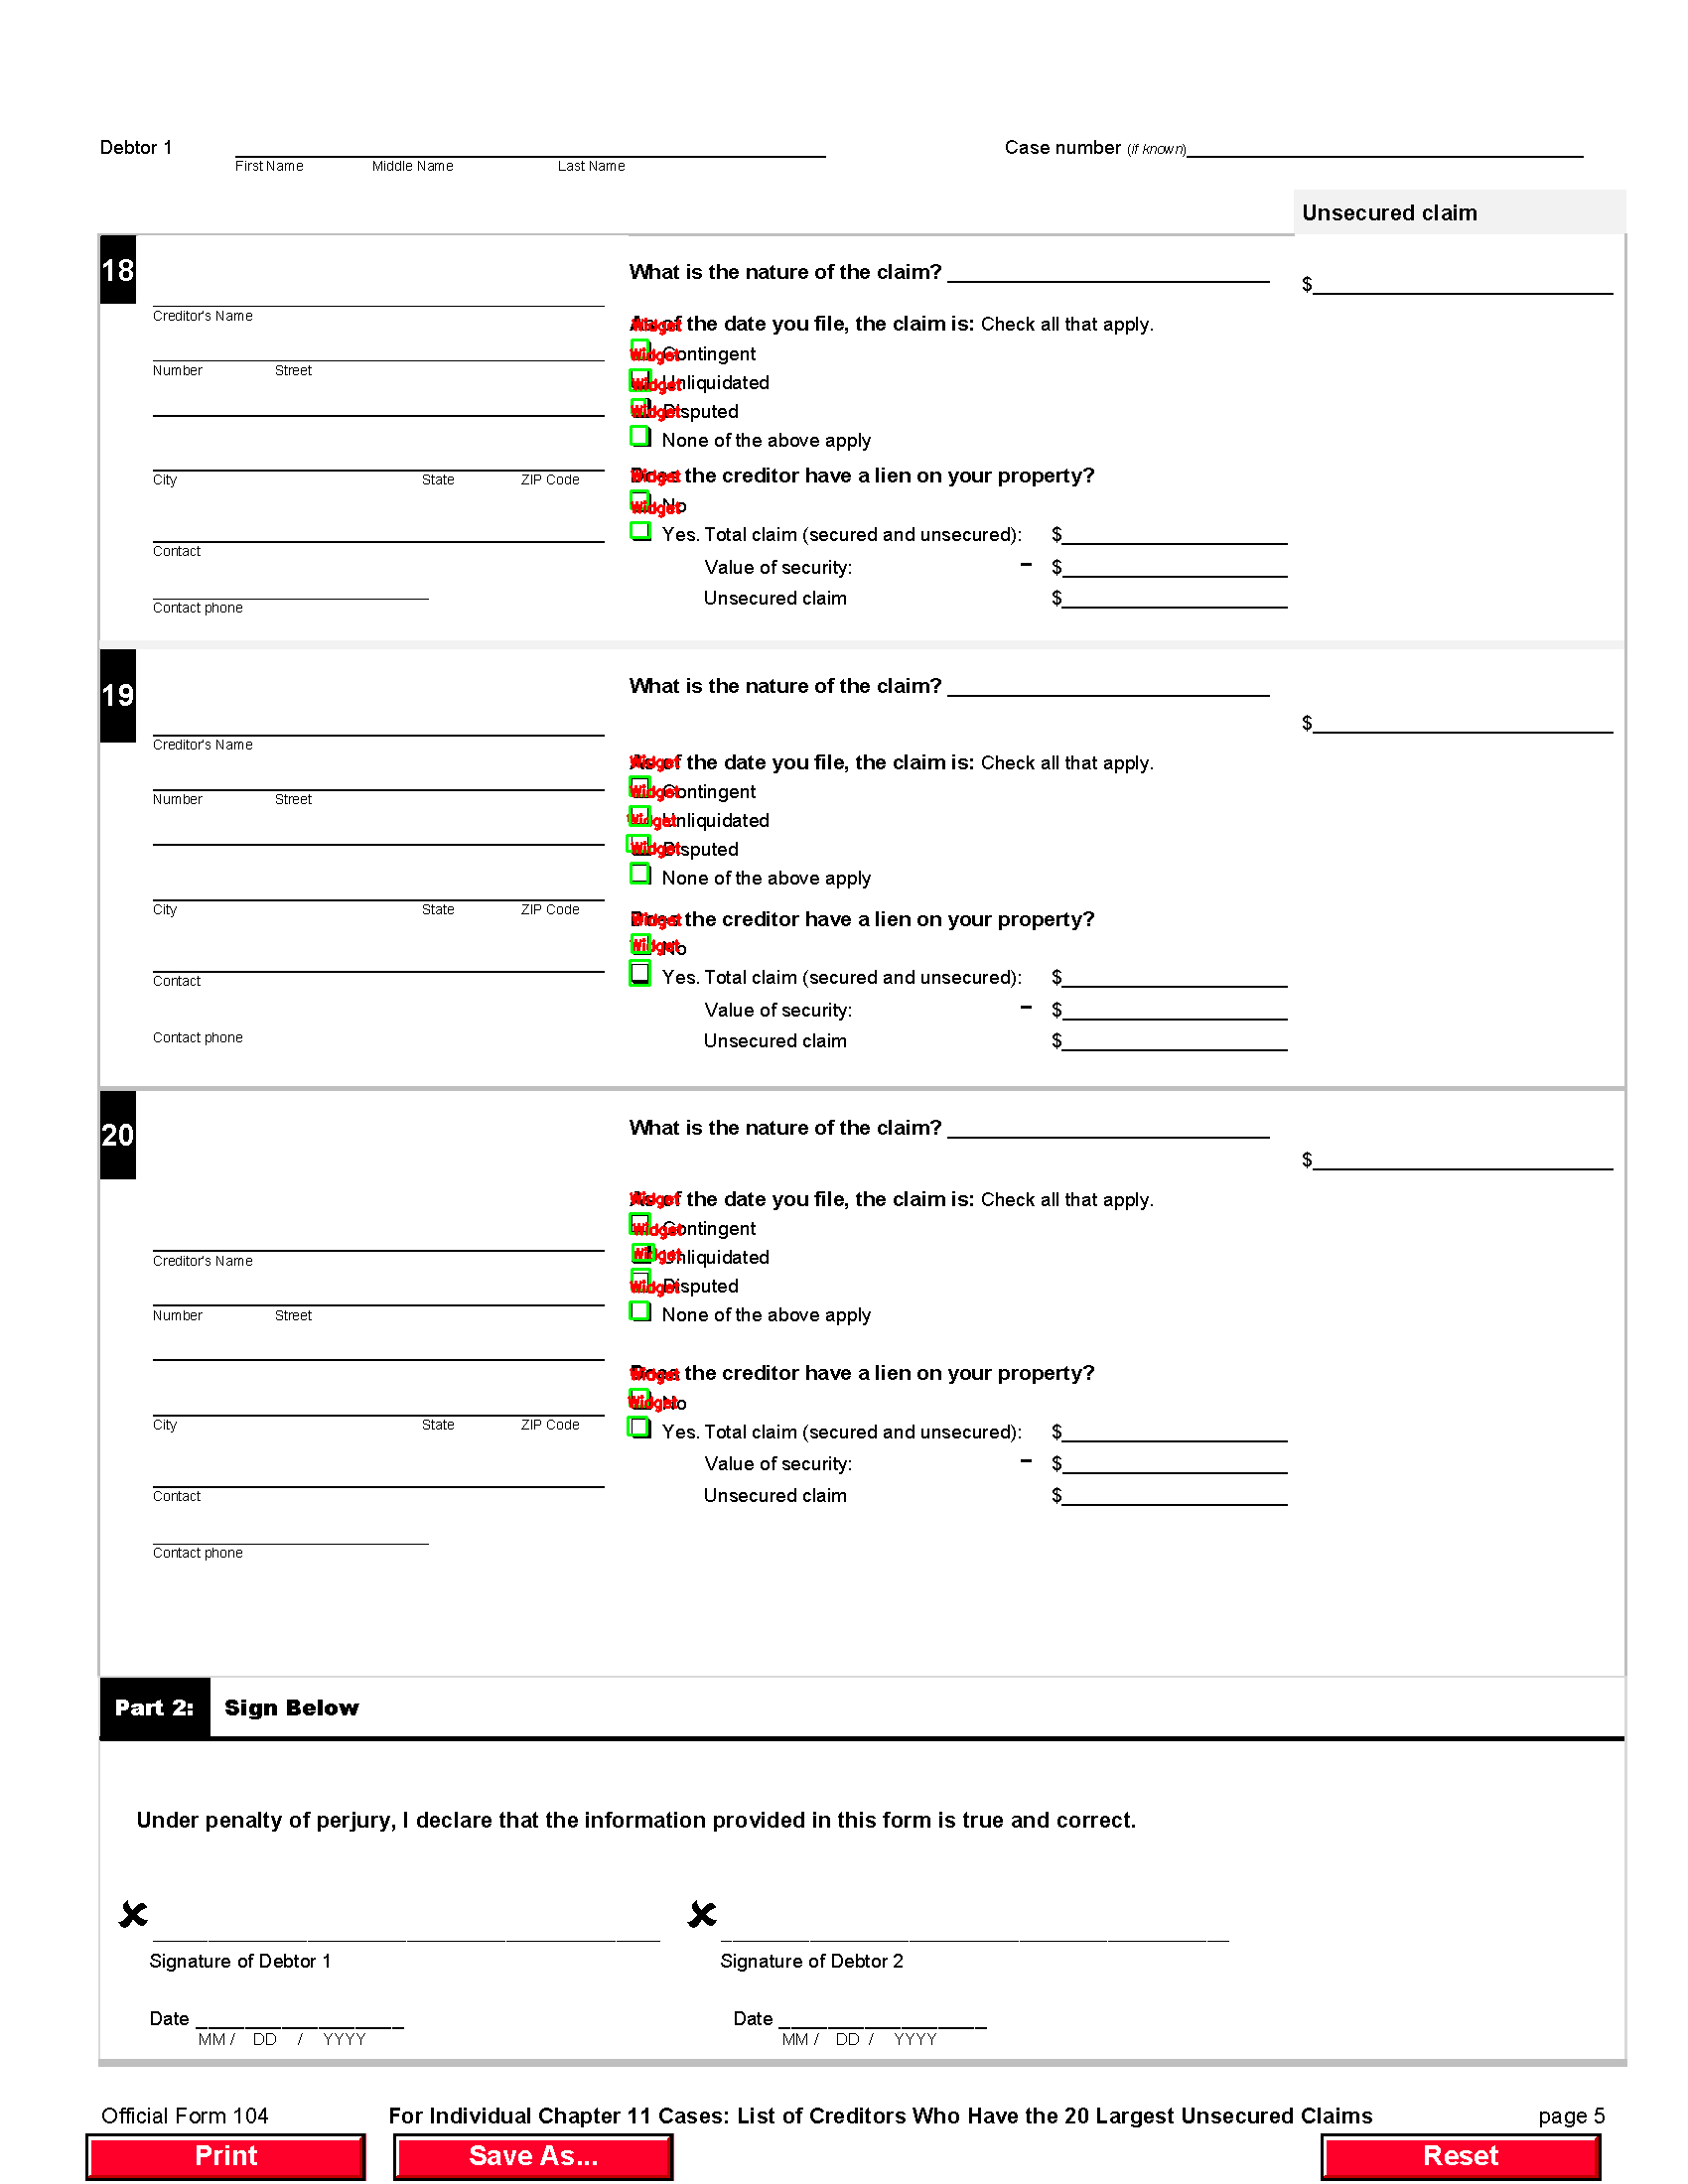 Debtor 1
Case number (if known)
First Name Middle Name Last Name
Unsecured claim
18
What is the nature of the claim?
$
Creditor's Name
As of the date you file, the claim is: Check all that apply.
Widget
Contingent
Widget
Number Street
Unliquidated
Widget
Disputed
Widget
None of the above apply
Does the creditor have a lien on your property?
Widget
City State ZIP Code
No
Widget
Yes. Total claim (secured and unsecured): $
Contact
Value of security: - $
Unsecured claim $
Contact phone
19
What is the nature of the claim?
$
Creditor's Name
As of the date you file, the claim is: Check all that apply.
Widget
Contingent
Widget
Number Street
Unliquidated
Widget
Disputed
Widget
None of the above apply
City State ZIP Code
Does the creditor have a lien on your property?
Widget
No
Widget
Yes. Total claim (secured and unsecured): $
Contact
Value of security: - $
Contact phone
Unsecured claim $
20
What is the nature of the claim?
$
As of the date you file, the claim is: Check all that apply.
Widget
Contingent
Widget
Creditor's Name
Unliquidated
Widget
Disputed
Widget
Number Street
None of the above apply
Does the creditor have a lien on your property?
Widget
No
Widget
City State ZIP Code
Yes. Total claim (secured and unsecured): $
Value of security: - $
Contact
Unsecured claim $
Contact phone
Part 2: Sign Below
Under penalty of perjury, I declare that the information provided in this form is true and correct.
Signature of Debtor 1
Signature of Debtor 2
Date
Date
MM / DD / YYYY
MM / DD / YYYY
Official Form 104
For Individual Chapter 11 Cases: List of Creditors Who Have the 20 Largest Unsecured Claims
page 5
Print
Save As...
Reset